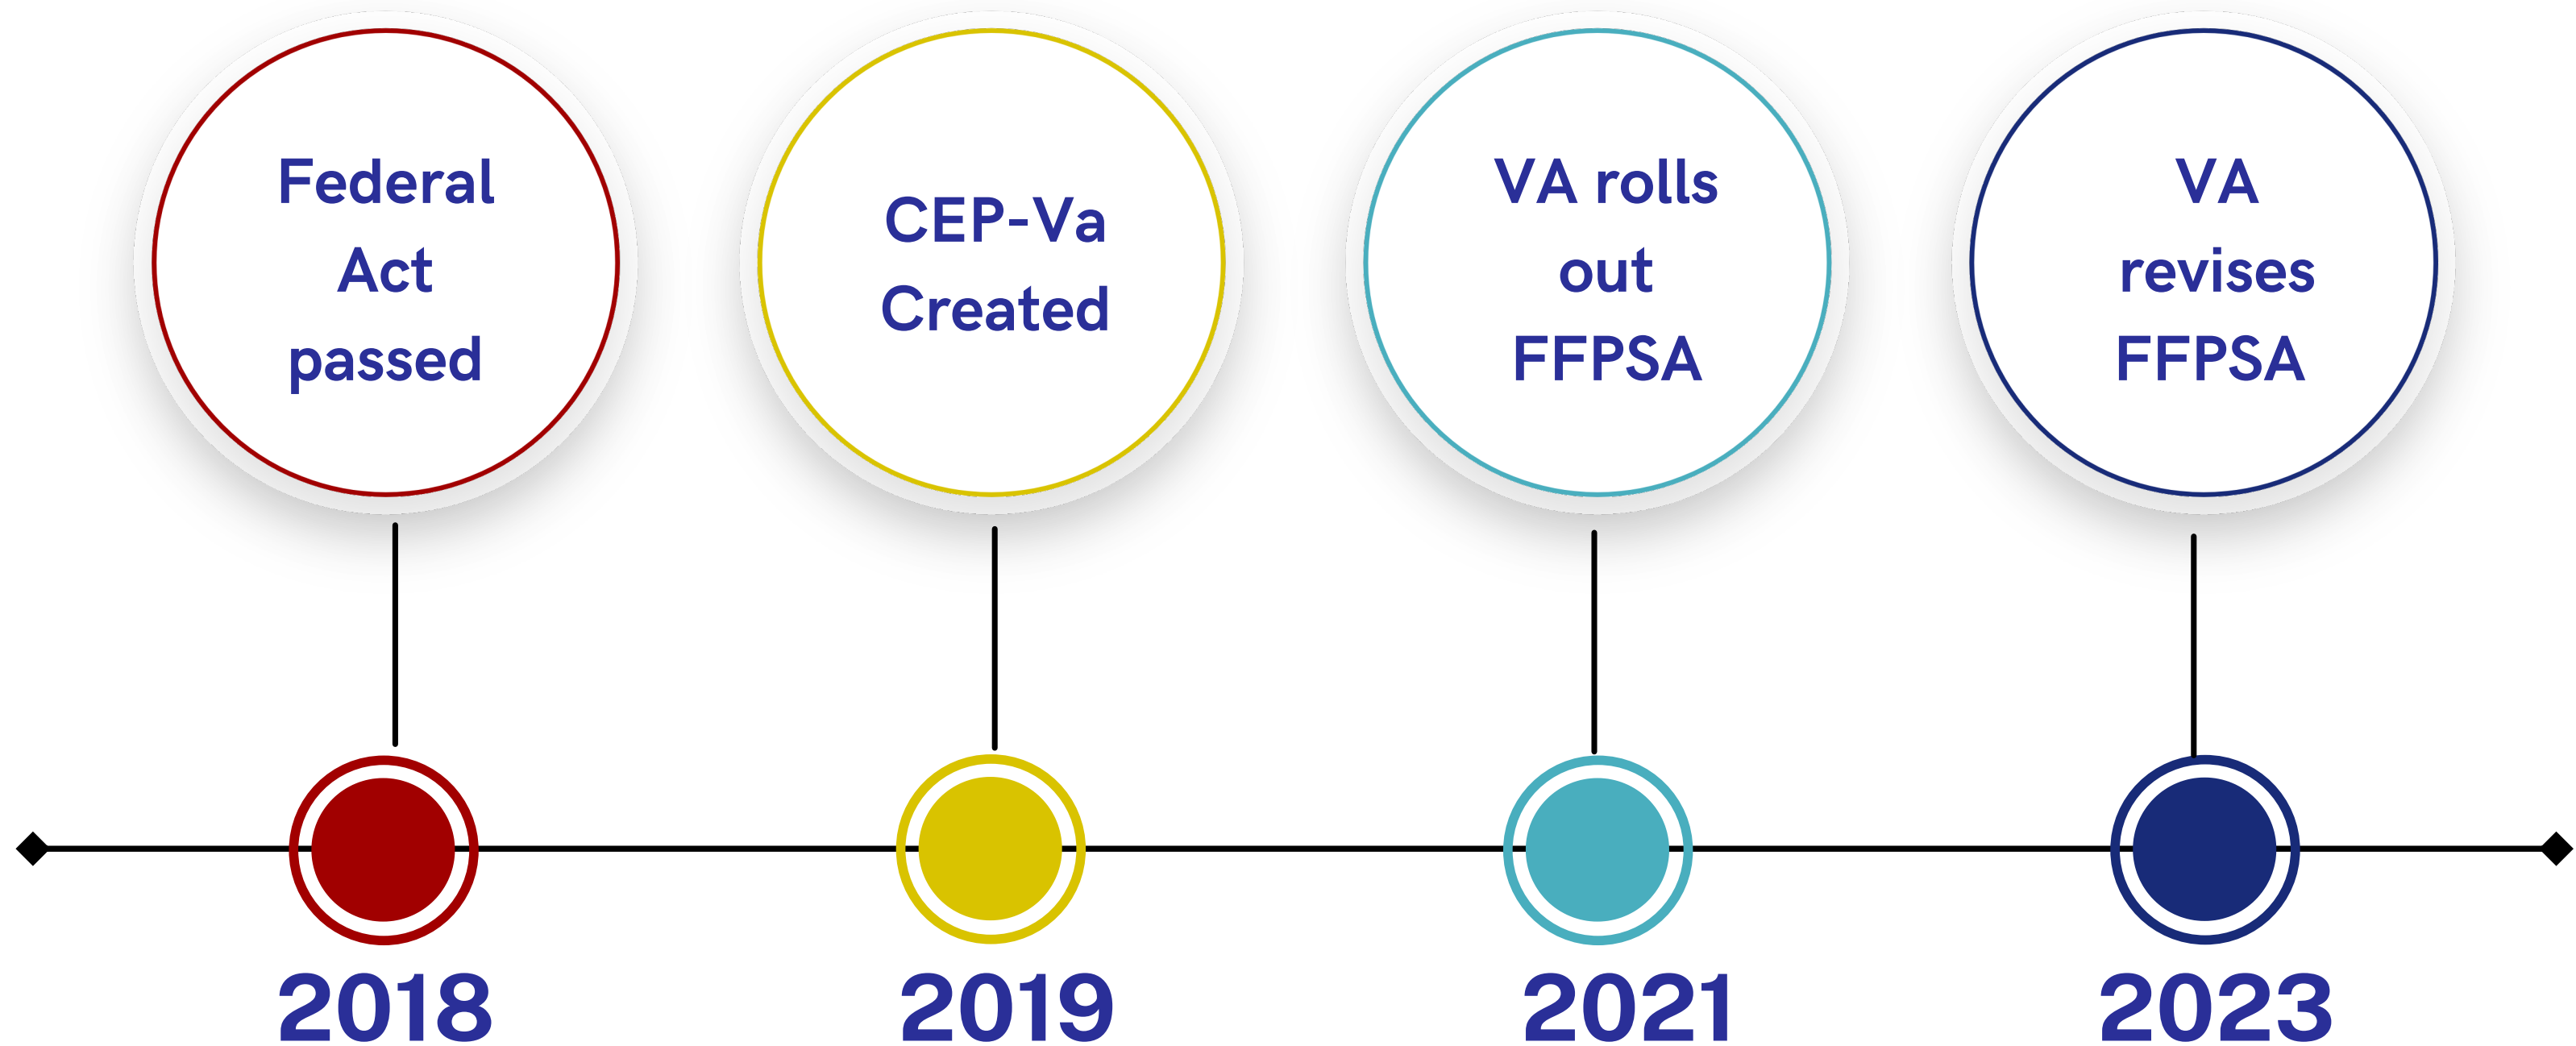 Federal
Act
passed
CEP-Va
Created
VA rolls
out
FFPSA
VA
revises
FFPSA
2018
2019
2021
2023